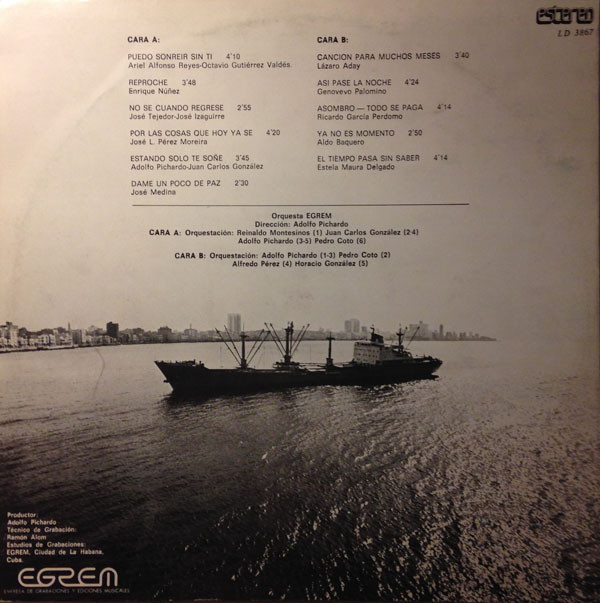 estereo
LD 3867
CARA A:
PUEDO SONREIR SIN TI 4'10
Ariel Alfonso Reyes-Octavio Gutiérrez Valdés.
REPROCHE 3'48
Enrique Núñez
NO SE CUANDO REGRESE 2'55
José Tejedor-José Izaguirre
POR LAS COSAS QUE HOY YA SE 4'20
José L. Pérez Moreira
ESTANDO SOLO TE SOÑE 3'45
Adolfo Pichardo-Juan Carlos González
DAME UN POCO DE PAZ 2'30
José Medina
CARA B:
CANCION PARA MUCHOS MESES 3'40
Lázaro Aday
ASI PASE LA NOCHE 4'24
Genovevo Palomino
ASOMBRO—TODO SE PAGA 4'14
Ricardo García Perdomo
YA NO ES MOMENTO 2'50
Aldo Baquero
EL TIEMPO PASA SIN SABER 4'14
Estela Maura Delgado
Orquesta EGREM
Dirección: Adolfo Pichardo
CARA A: Orquestación: Reinaldo Montesinos (1) Juan Carlos González (2-4)
Adolfo Pichardo (3-5) Pedro Coto (6)
CARA B: Orquestación: Adolfo Pichardo (1-3) Pedro Coto (2)
Alfredo Pérez (4) Horacio González (5)
Productor:
Adolfo Pichardo
Técnico de Grabación:
Ramón Alom
Estudios de Grabaciones:
EGREM, Ciudad de La Habana,
Cuba.
EGREM
EMPRESA DE GRABACIONES Y EDICIONES MUSICALES